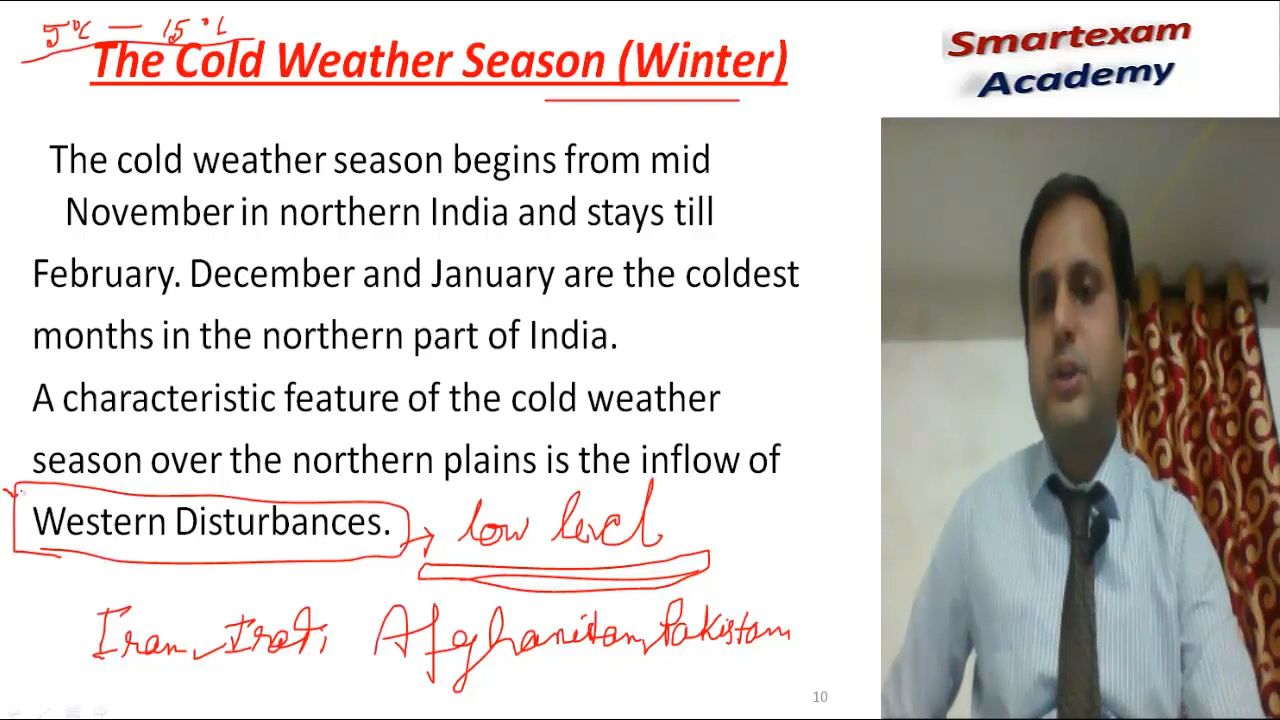 5°C — 15°C
The Cold Weather Season (Winter)
Smartexam
Academy
The cold weather season begins from mid
November in northern India and stays till
February. December and January are the coldest
months in the northern part of India.
A characteristic feature of the cold weather
season over the northern plains is the inflow of
Western Disturbances. → low level
Iran, Afghanistan, Pakistan
10